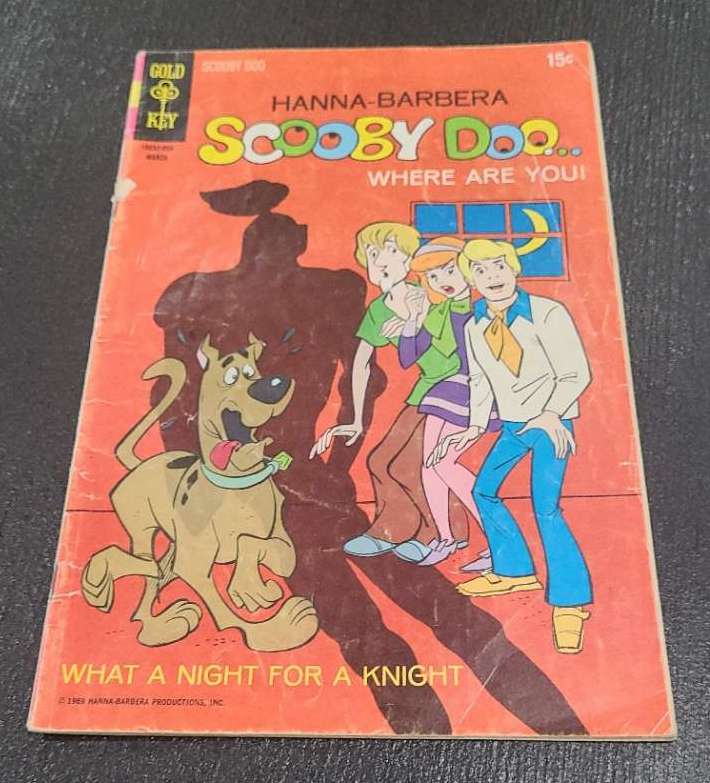 GOLD
KEY
SCOOBY DOO
15¢
MARCH
HANNA-BARBERA
SCOOBY DOO...
WHERE ARE YOU!
WHAT A NIGHT FOR A KNIGHT
© 1969 HANNA-BARBERA PRODUCTIONS, INC.